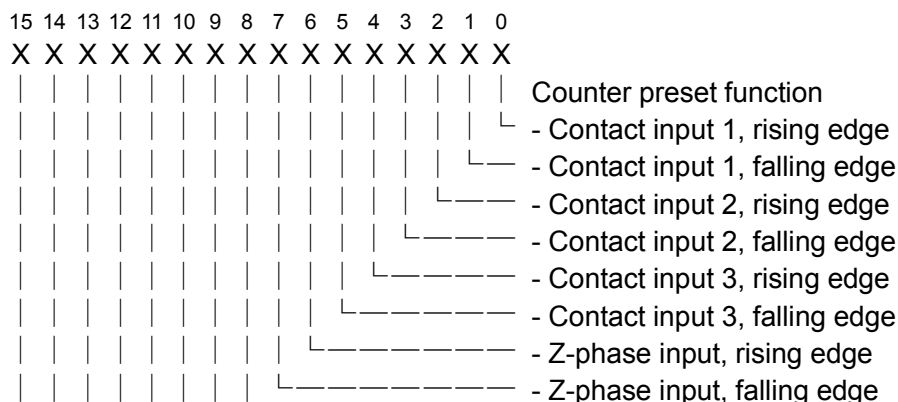 15 14 13 12 11 10 9 8 7 6 5 4 3 2 1 0
X X X X X X X X X X X X X X X X
Counter preset function
- Contact input 1, rising edge
- Contact input 1, falling edge
- Contact input 2, rising edge
- Contact input 2, falling edge
- Contact input 3, rising edge
- Contact input 3, falling edge
- Z-phase input, rising edge
- Z-phase input, falling edge